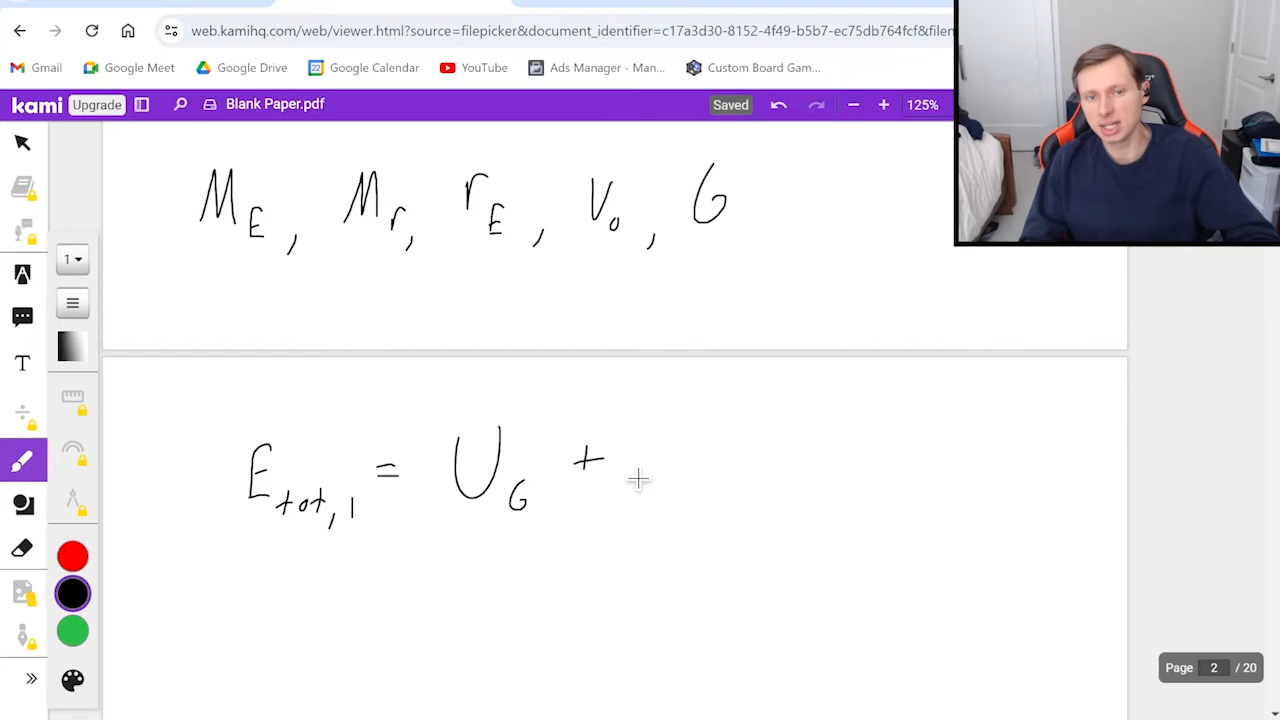 web.kamihq.com/web/viewer.html?source=filepicker&document_identifier=c17a3d30-8152-4f49-b5b7-ec75db764fcf&filen
Gmail Google Meet Google Drive 22 Google Calendar YouTube Ads Manager - Man... Custom Board Gam...
kami Upgrade Blank Paper.pdf Saved 125%
M_E, M_r, r_E, v_0, G
1
A
T
E_tot,1 = U_G +
Page 2 / 20